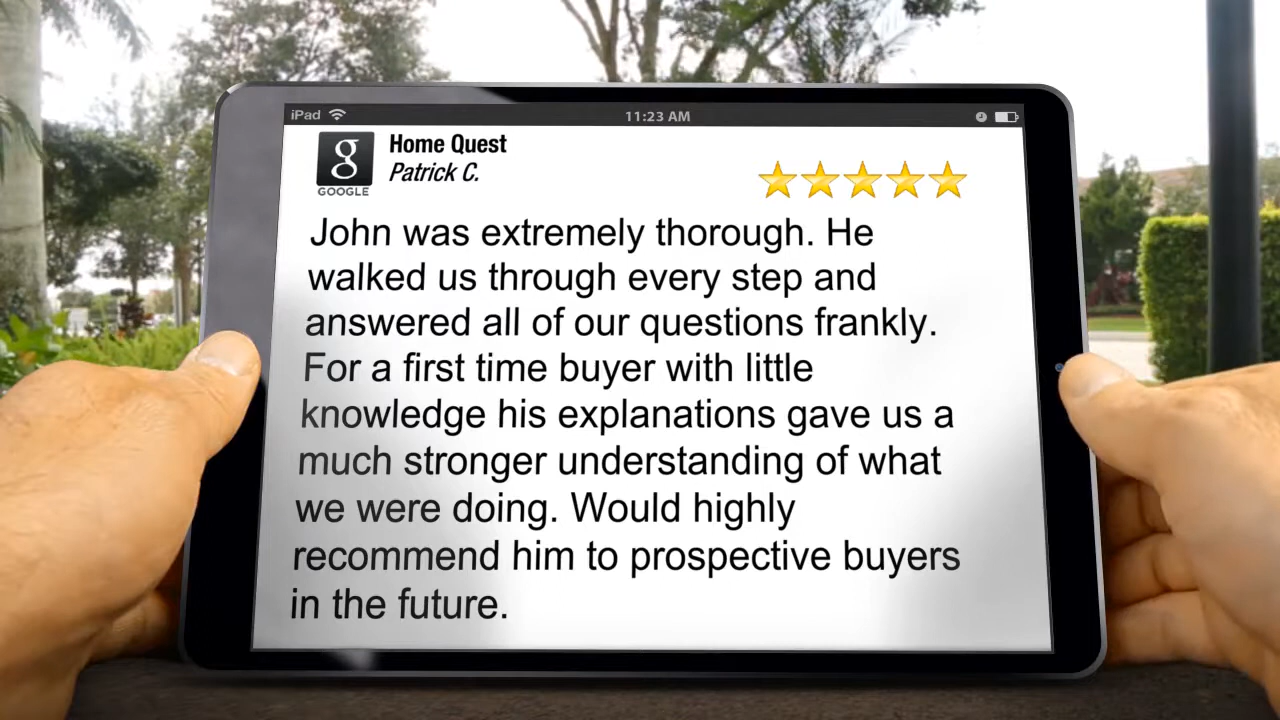 iPad 11:23 AM
g
GOOGLE
Home Quest
Patrick C.
John was extremely thorough. He
walked us through every step and
answered all of our questions frankly.
For a first time buyer with little
knowledge his explanations gave us a
much stronger understanding of what
we were doing. Would highly
recommend him to prospective buyers
in the future.